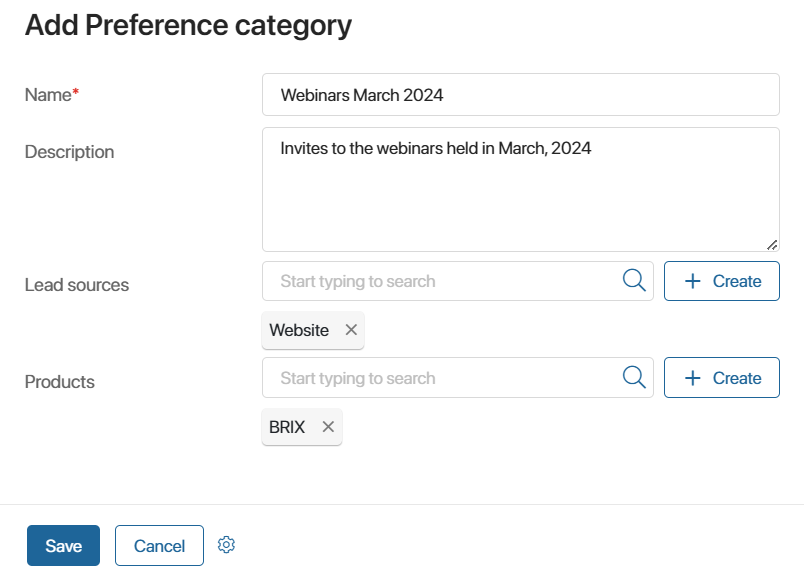 Add Preference category
Name*
Webinars March 2024
Description
Invites to the webinars held in March, 2024
Lead sources
Start typing to search
+ Create
Website ×
Products
Start typing to search
+ Create
BRIX ×
Save
Cancel